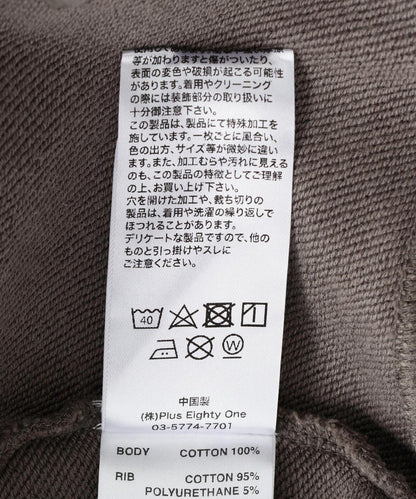 等が加わりますと傷がついたり、
表面の変色や破損が起こる可能性
があります。着用やクリーニング
の際には装飾部分の取り扱いに
十分御注意下さい。
この製品は、製品にて特殊加工を
施しています。一枚ごとに風合い、
色の出方、サイズ等が微妙に違い
ます。また、加工むらや汚れに見える
のも、この製品の特徴としてご理解
の上、お買い上げ下さい。
穴を開けた加工や、裁ち切りの
製品は、着用や洗濯の繰り返しで
ほつれることがあります。
デリケートな製品ですので、他の
ものと引っ掛けやスレに
ご注意ください。
40
W
中国製
(株)Plus Eighty One
03-5774-7701
BODY COTTON 100%
RIB COTTON 95%
POLYURETHANE 5%